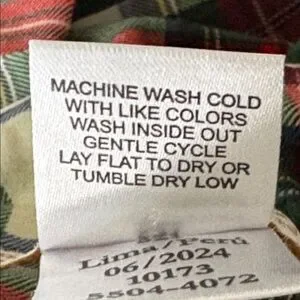 MACHINE WASH COLD
WITH LIKE COLORS
WASH INSIDE OUT
GENTLE CYCLE
LAY FLAT TO DRY OR
TUMBLE DRY LOW
Lima/Perú
06/2024
10173
5504-4072